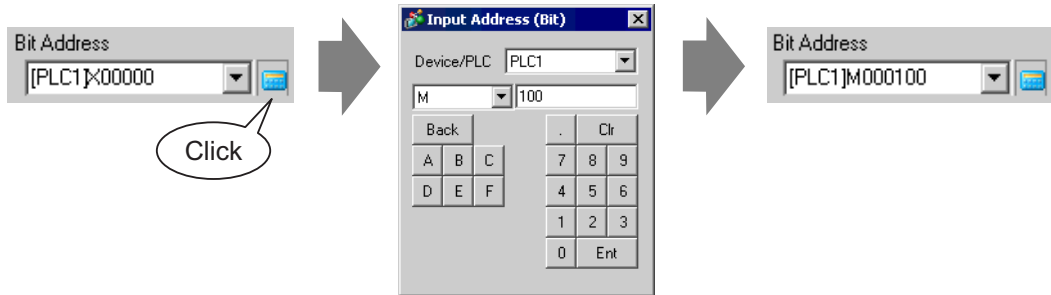 Bit Address
[PLC1]X00000
Click
Input Address (Bit)
Device/PLC PLC1
M 100
Back . Clr
A B C 7 8 9
D E F 4 5 6
1 2 3
0 Ent
Bit Address
[PLC1]M000100